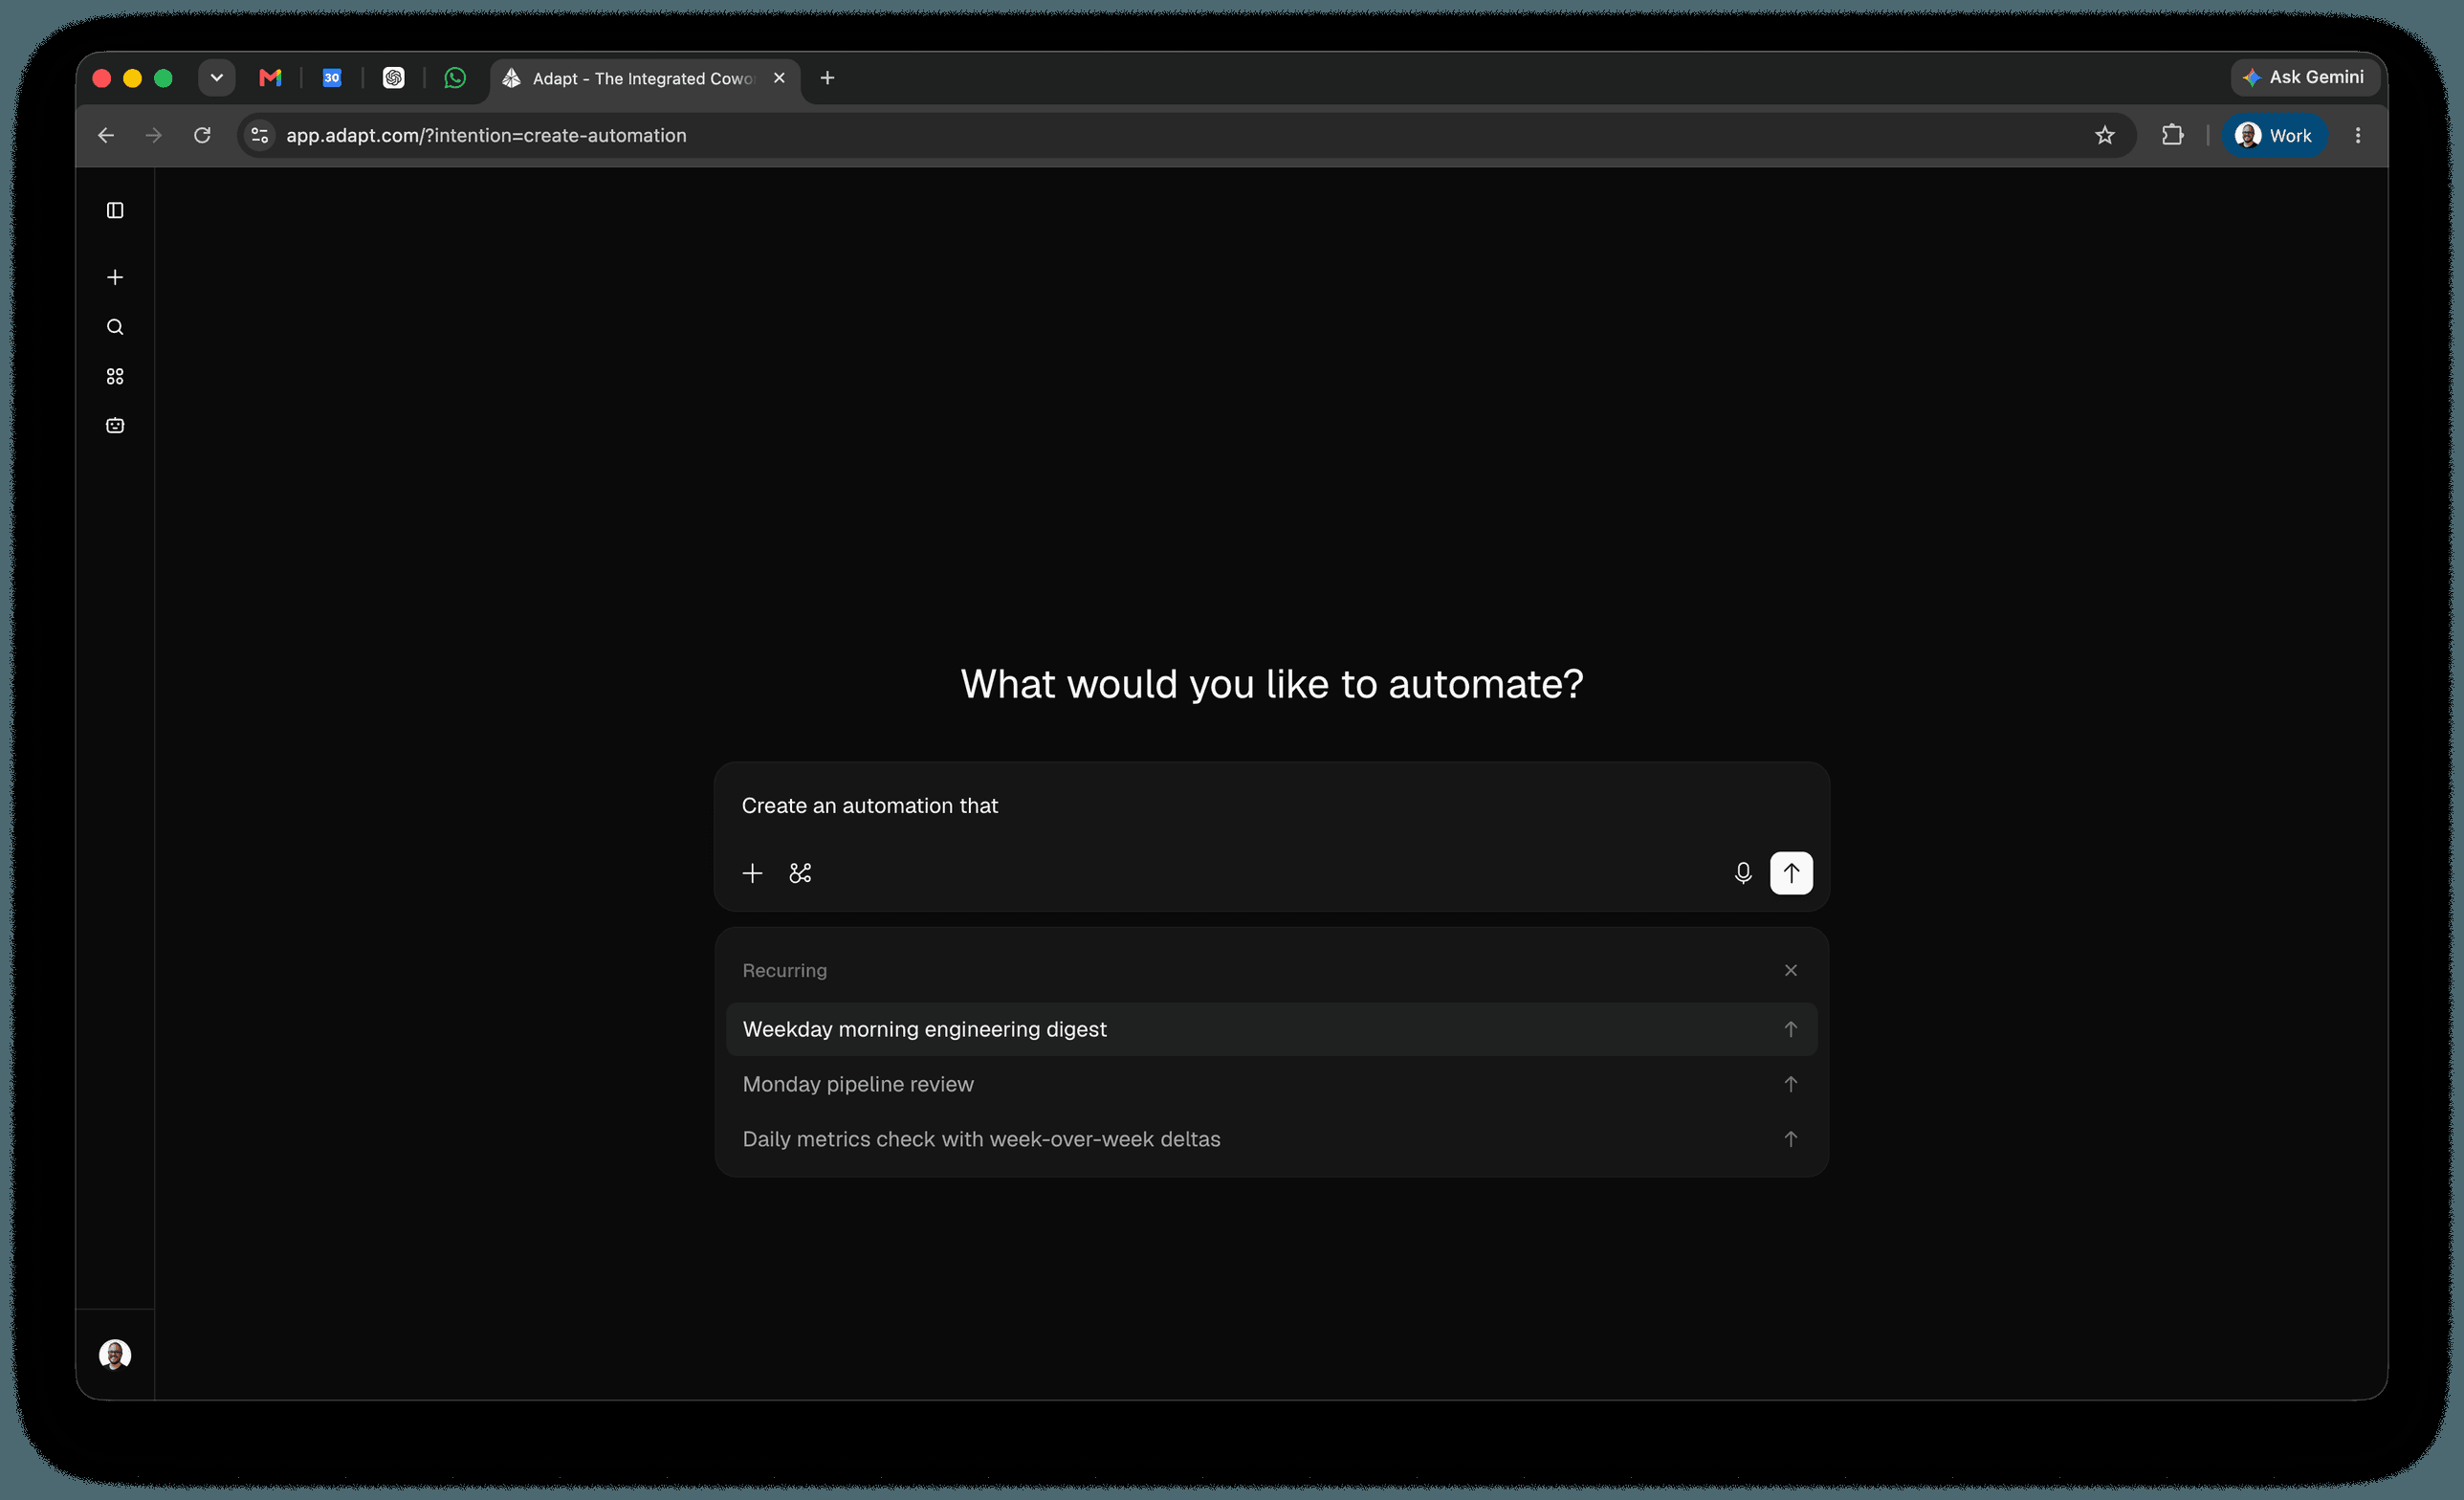 30
Adapt - The Integrated Cowo
Ask Gemini
app.adapt.com/?intention=create-automation
Work
What would you like to automate?
Create an automation that
Recurring
Weekday morning engineering digest
Monday pipeline review
Daily metrics check with week-over-week deltas